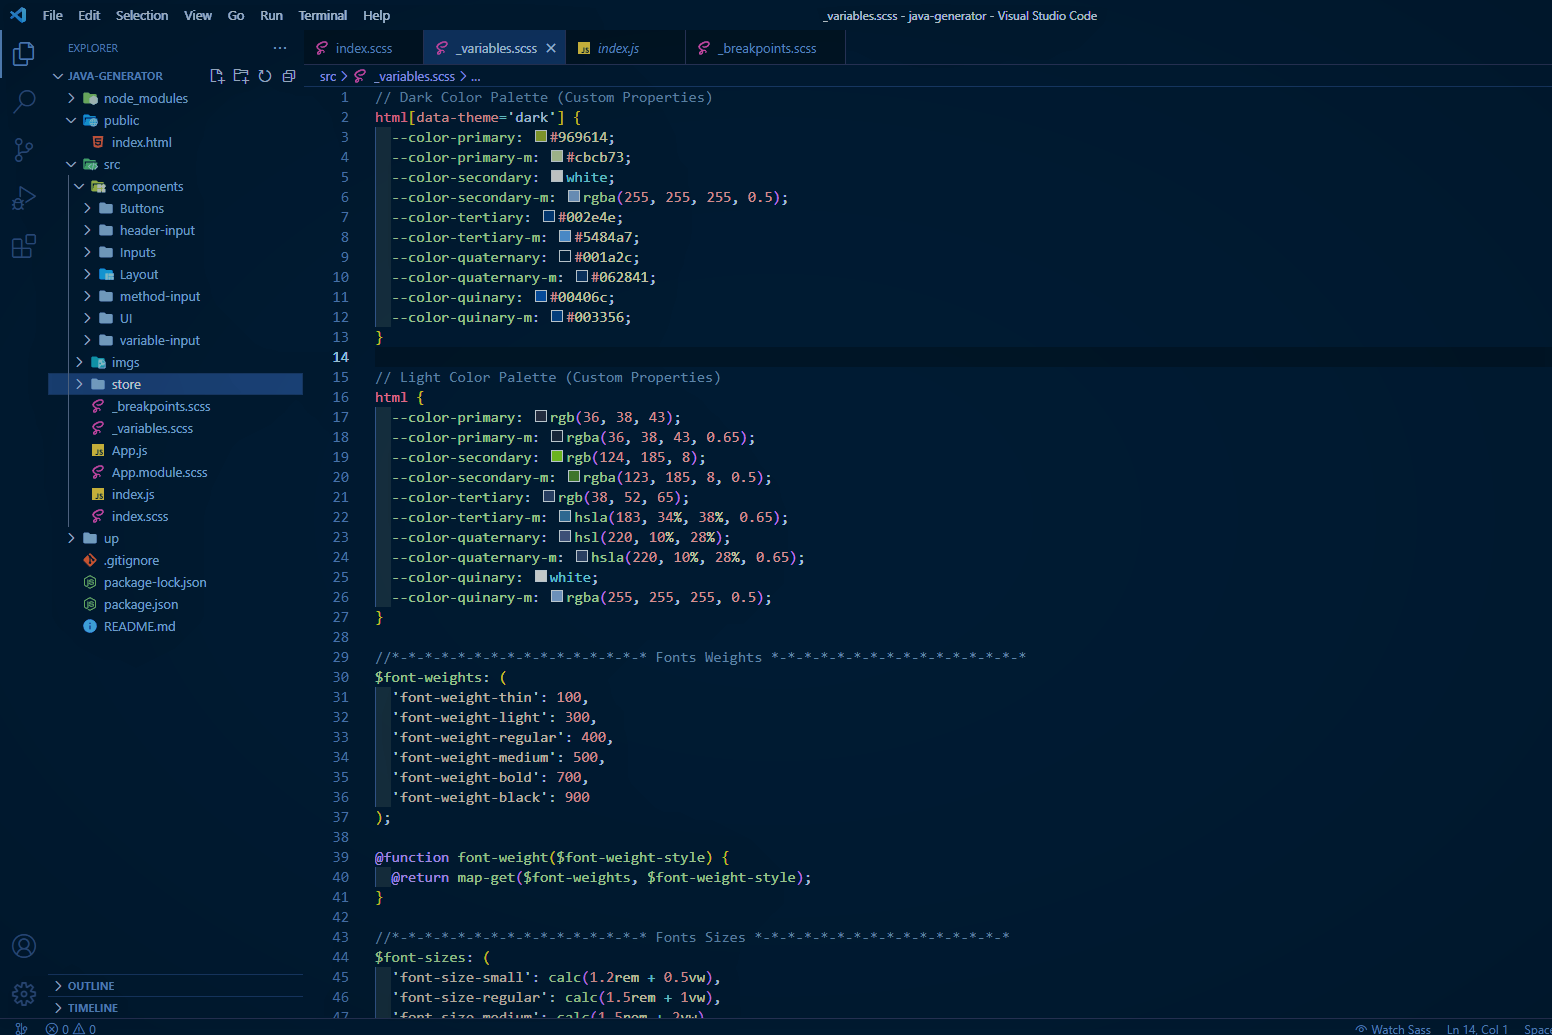 File Edit Selection View Go Run Terminal Help
_variables.scss - java-generator - Visual Studio Code
EXPLORER
JAVA-GENERATOR
node_modules
public
index.html
src
components
Buttons
header-input
Inputs
Layout
method-input
UI
variable-input
imgs
store
_breakpoints.scss
_variables.scss
App.js
App.module.scss
index.js
index.scss
up
.gitignore
package-lock.json
package.json
README.md
OUTLINE
TIMELINE
index.scss _variables.scss index.js _breakpoints.scss
src > _variables.scss > ...
1 // Dark Color Palette (Custom Properties)
2 html[data-theme='dark'] {
3 --color-primary: #969614;
4 --color-primary-m: #cbcb73;
5 --color-secondary: white;
6 --color-secondary-m: rgba(255, 255, 255, 0.5);
7 --color-tertiary: #002e4e;
8 --color-tertiary-m: #5484a7;
9 --color-quaternary: #001a2c;
10 --color-quaternary-m: #062841;
11 --color-quinary: #00406c;
12 --color-quinary-m: #003356;
13 }
14
15 // Light Color Palette (Custom Properties)
16 html {
17 --color-primary: rgb(36, 38, 43);
18 --color-primary-m: rgba(36, 38, 43, 0.65);
19 --color-secondary: rgb(124, 185, 8);
20 --color-secondary-m: rgba(123, 185, 8, 0.5);
21 --color-tertiary: rgb(38, 52, 65);
22 --color-tertiary-m: hsla(183, 34%, 38%, 0.65);
23 --color-quaternary: hsl(220, 10%, 28%);
24 --color-quaternary-m: hsla(220, 10%, 28%, 0.65);
25 --color-quinary: white;
26 --color-quinary-m: rgba(255, 255, 255, 0.5);
27 }
28
29 //*-*-*-*-*-*-*-*-*-*-*-*-*-*-*-* Fonts Weights *-*-*-*-*-*-*-*-*-*-*-*-*-*-*-*
30 $font-weights: (
31 'font-weight-thin': 100,
32 'font-weight-light': 300,
33 'font-weight-regular': 400,
34 'font-weight-medium': 500,
35 'font-weight-bold': 700,
36 'font-weight-black': 900
37 );
38
39 @function font-weight($font-weight-style) {
40 @return map-get($font-weights, $font-weight-style);
41 }
42
43 //*-*-*-*-*-*-*-*-*-*-*-*-*-*-*-* Fonts Sizes *-*-*-*-*-*-*-*-*-*-*-*-*-*-*-*
44 $font-sizes: (
45 'font-size-small': calc(1.2rem + 0.5vw),
46 'font-size-regular': calc(1.5rem + 1vw),
47 'font-size-medium': calc(1.5rem + 2vw)
0 0
Watch Sass Ln 14, Col 1